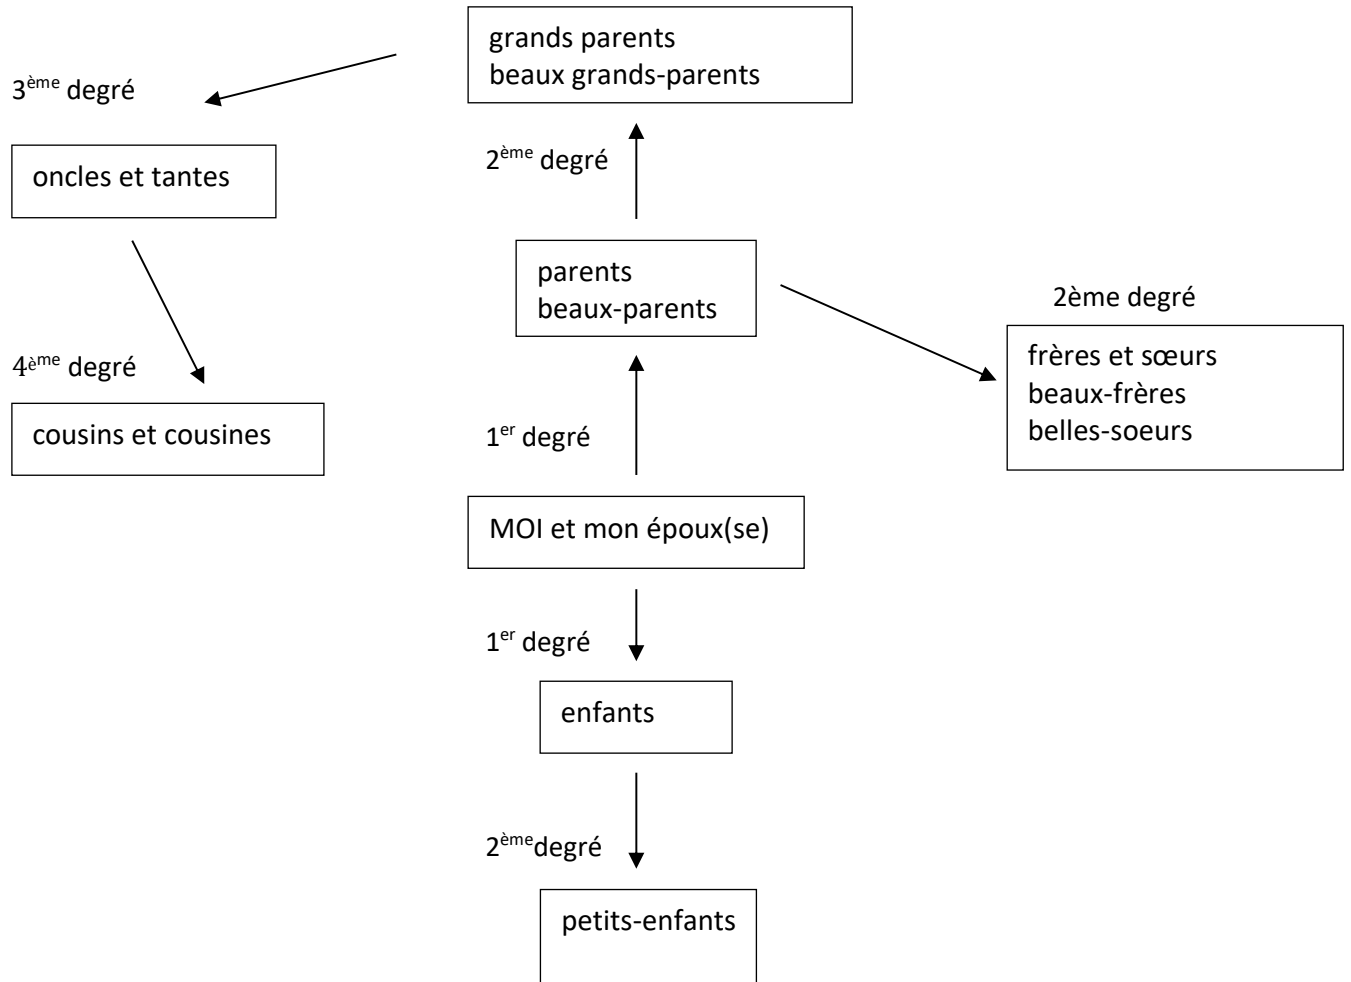 grands parents
beaux grands-parents
3ème degré
2ème degré
oncles et tantes
parents
beaux-parents
2ème degré
frères et sœurs
beaux-frères
belles-soeurs
4ème degré
cousins et cousines
1er degré
MOI et mon époux(se)
1er degré
enfants
2èmedegré
petits-enfants